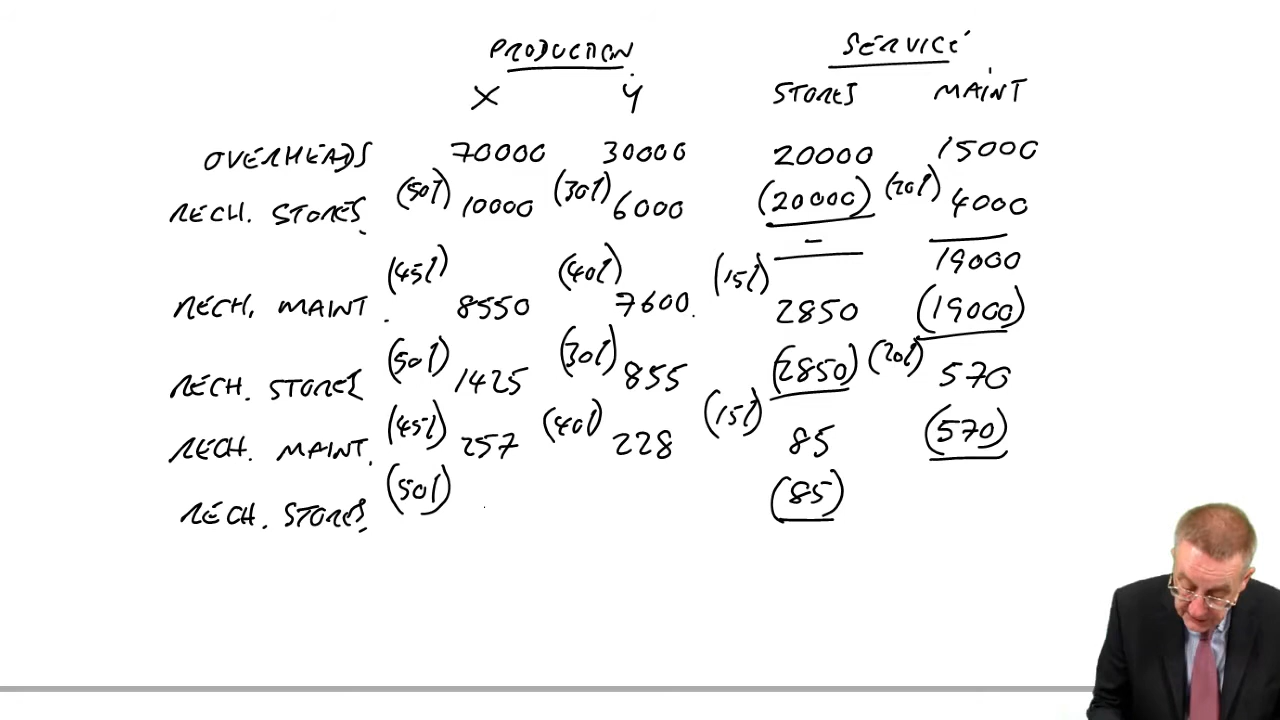 PRODUCTION SERVICE
X Y STORES MAINT
OVERHEADS 70000 30000 20000 15000
RECH. STORES (50%) 10000 (30%) 6000 (20000) (20%) 4000
- 19000
RECH. MAINT. (45%) 8550 (40%) 7600 (15%) 2850 (19000)
RECH. STORES (50%) 1425 (30%) 855 (2850) (20%) 570
RECH. MAINT. (45%) 257 (40%) 228 (15%) 85 (570)
RECH. STORES (50%) (85)